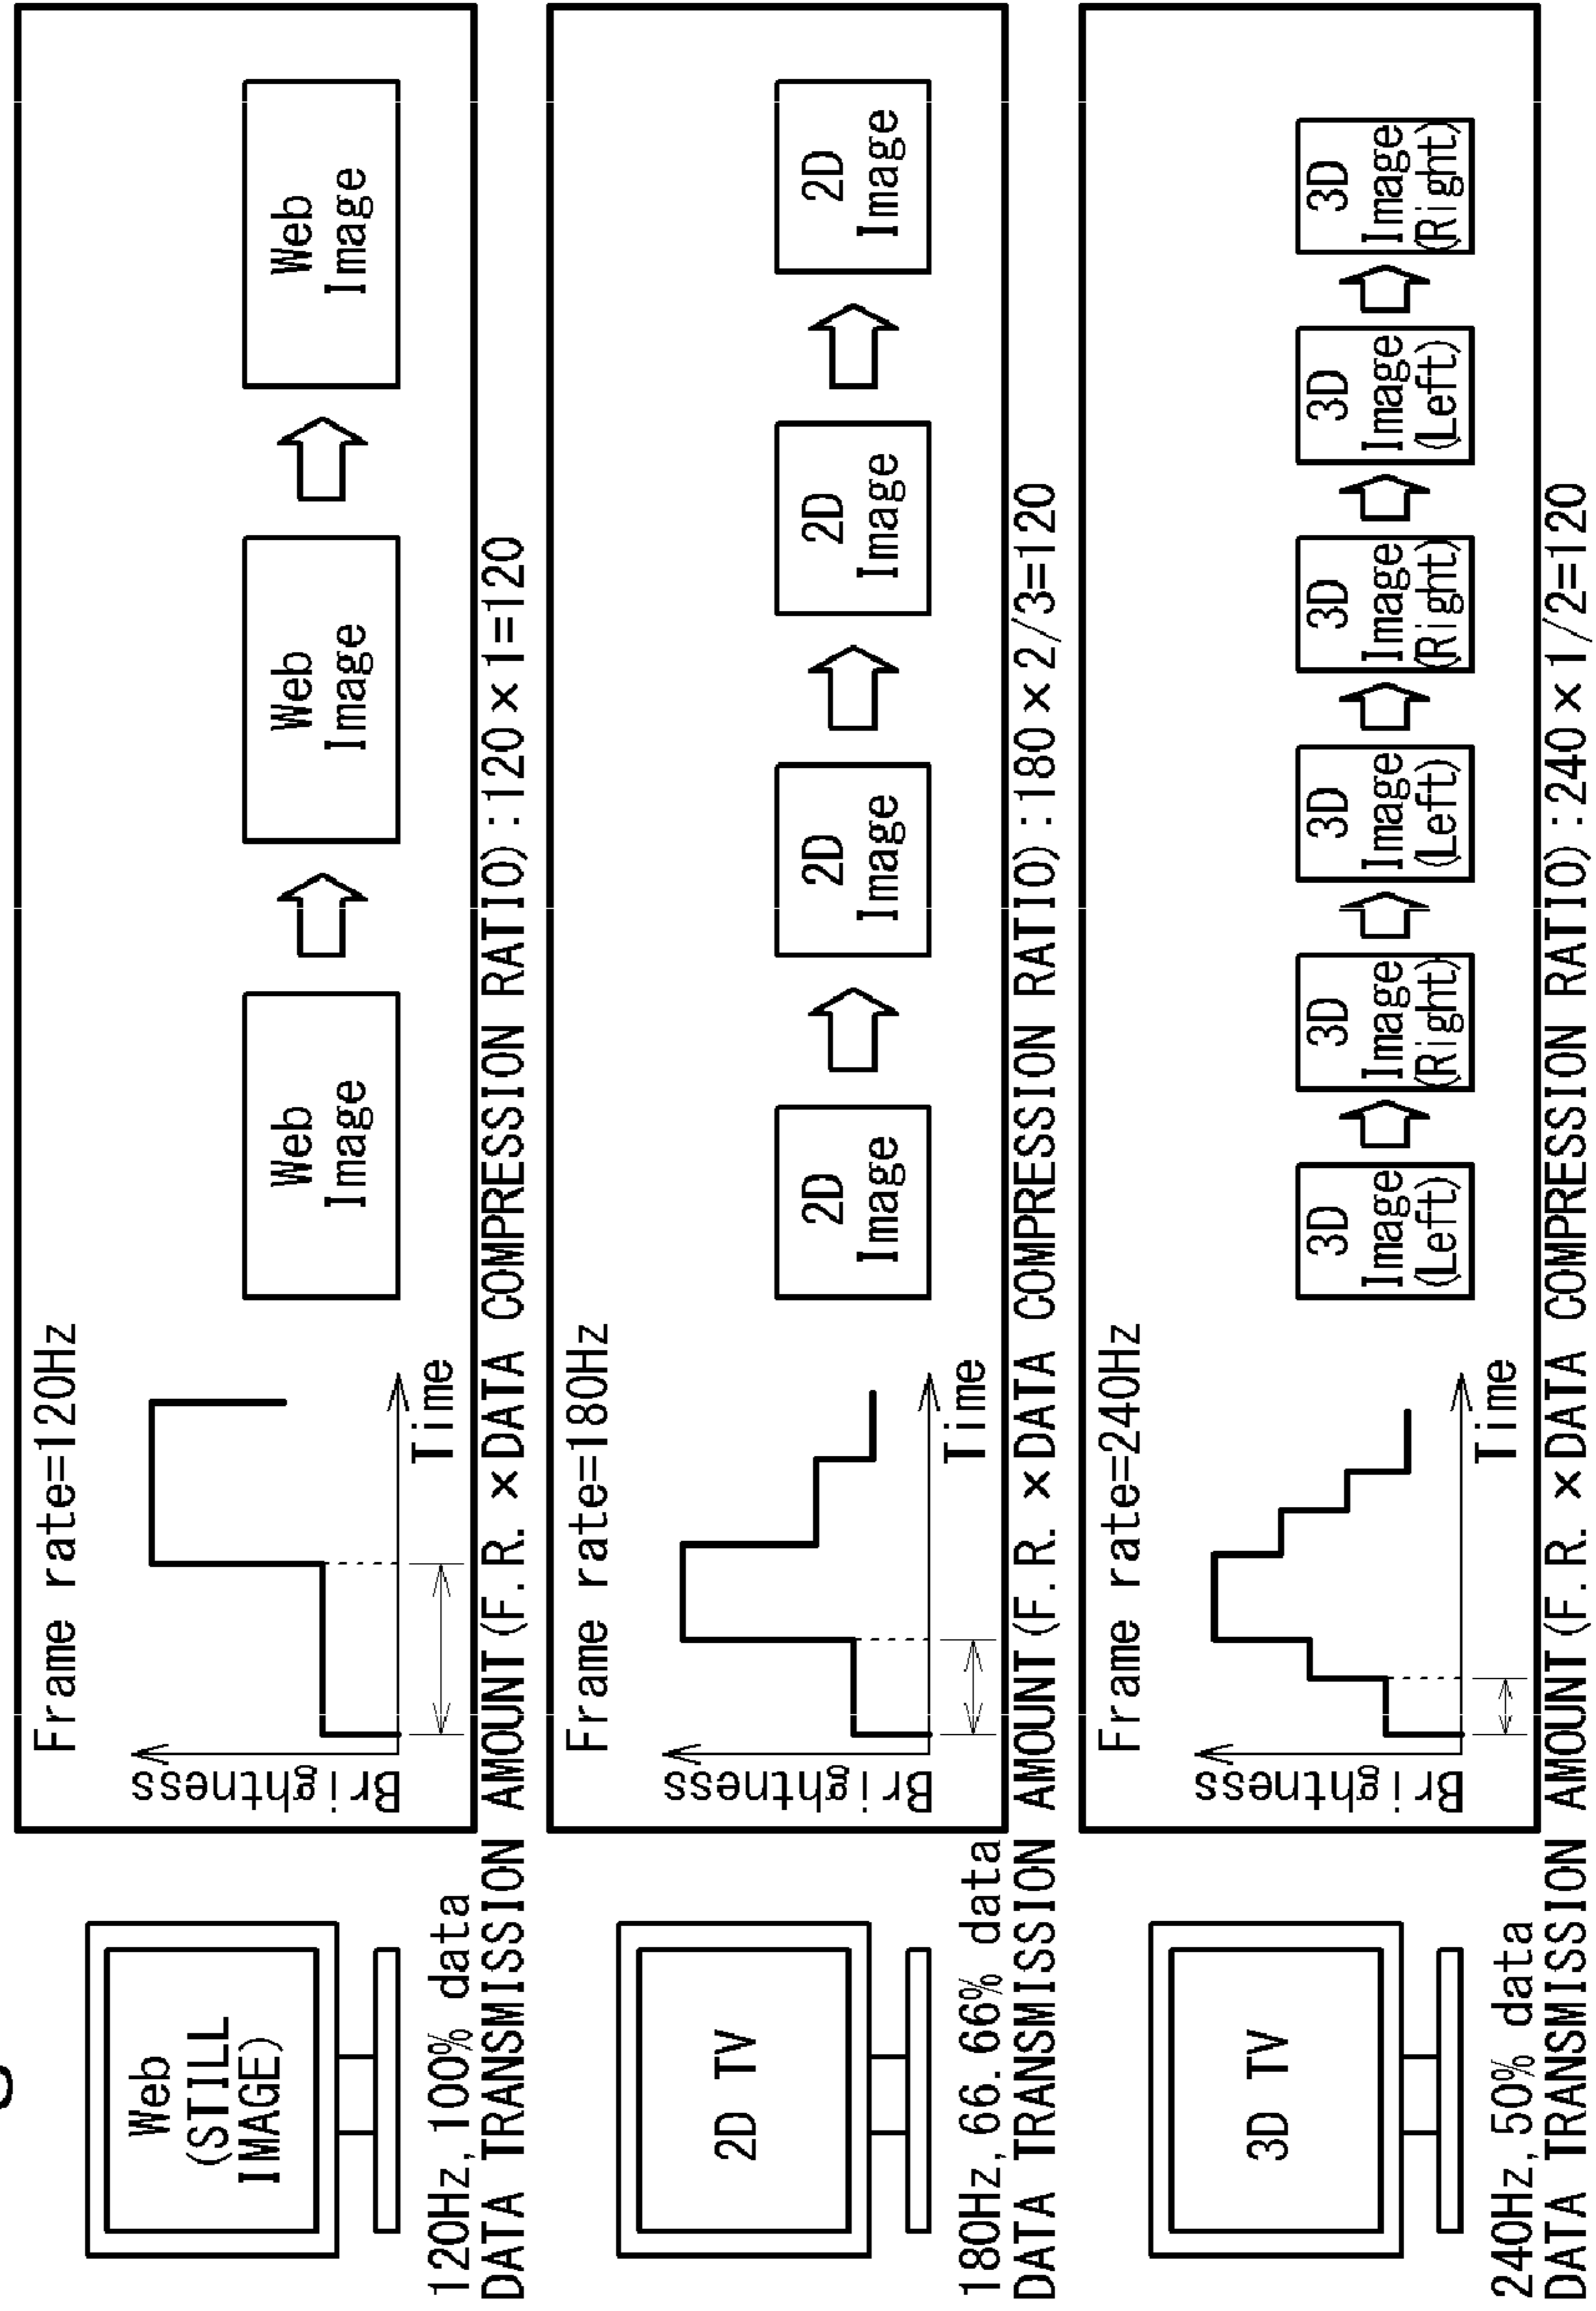 Web
(STILL
IMAGE)
120Hz, 100% data
Frame rate=120Hz
Brightness
Time
Web
Image
Web
Image
Web
Image
DATA TRANSMISSION AMOUNT(F.R. ×DATA COMPRESSION RATIO):120×1=120
2D TV
180Hz, 66.66% data
Frame rate=180Hz
Brightness
Time
2D
Image
2D
Image
2D
Image
2D
Image
DATA TRANSMISSION AMOUNT(F.R. ×DATA COMPRESSION RATIO):180×2/3=120
3D TV
240Hz, 50% data
Frame rate=240Hz
Brightness
Time
3D
Image
(Left)
3D
Image
(Right)
3D
Image
(Left)
3D
Image
(Right)
3D
Image
(Left)
3D
Image
(Right)
DATA TRANSMISSION AMOUNT(F.R. ×DATA COMPRESSION RATIO):240×1/2=120